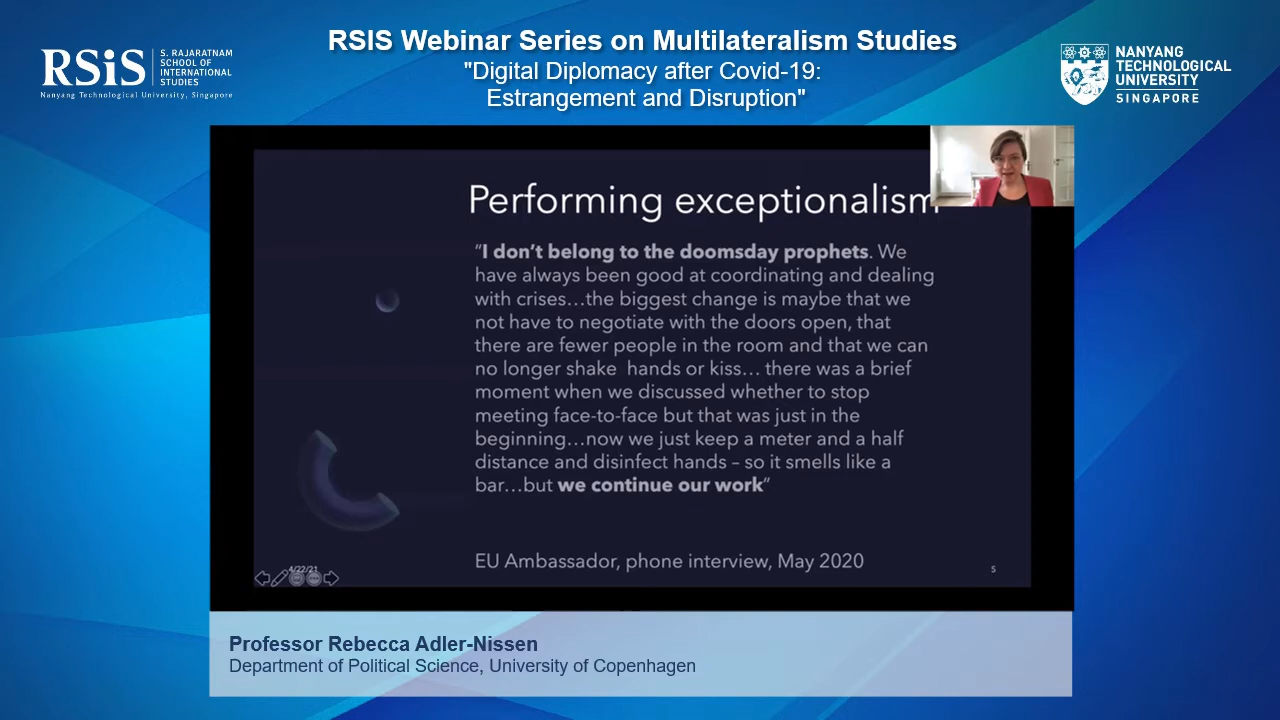 RSiS
S. RAJARATNAM
SCHOOL OF
INTERNATIONAL
STUDIES
Nanyang Technological University, Singapore
RSIS Webinar Series on Multilateralism Studies
"Digital Diplomacy after Covid-19:
Estrangement and Disruption"
NANYANG
TECHNOLOGICAL
UNIVERSITY
SINGAPORE
Performing exceptionalism
“I don’t belong to the doomsday prophets. We
have always been good at coordinating and dealing
with crises…the biggest change is maybe that we
not have to negotiate with the doors open, that
there are fewer people in the room and that we can
no longer shake hands or kiss… there was a brief
moment when we discussed whether to stop
meeting face-to-face but that was just in the
beginning…now we just keep a meter and a half
distance and disinfect hands – so it smells like a
bar…but we continue our work”
EU Ambassador, phone interview, May 2020
4/22/21
5
Professor Rebecca Adler-Nissen
Department of Political Science, University of Copenhagen